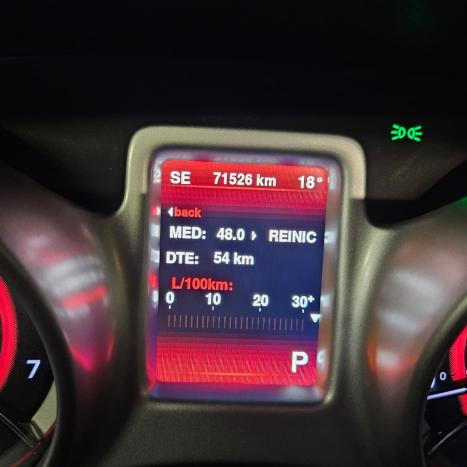 SE 71526 km 18°
back
MED: 48.0 REINIC
DTE: 54 km
L/100km:
0 10 20 30+
P
7